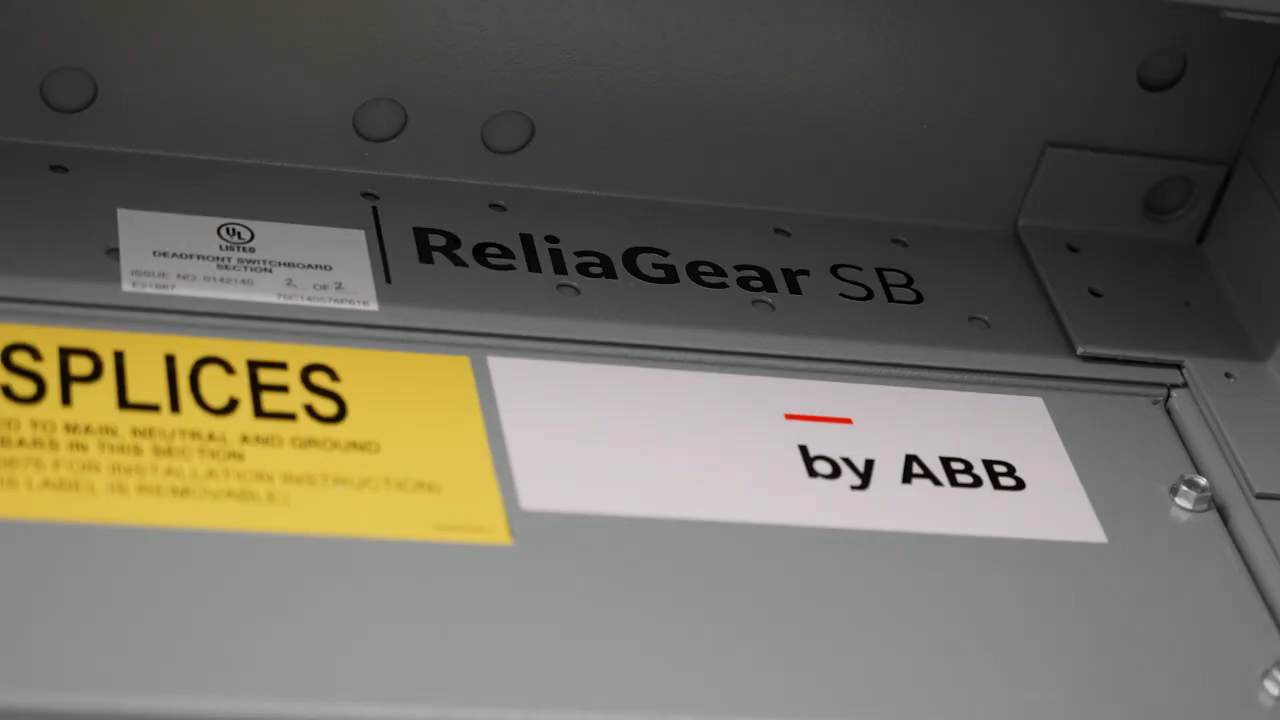 UL
LISTED
DEADFRONT SWITCHBOARD
SECTION
ISSUE NO. 0142140
2 OF 2
ReliaGear SB
SPLICES
TO MAIN, NEUTRAL AND GROUND
BARS IN THIS SECTION
FOR INSTALLATION INSTRUCTION)
LABEL IS REMOVABLE)
by ABB